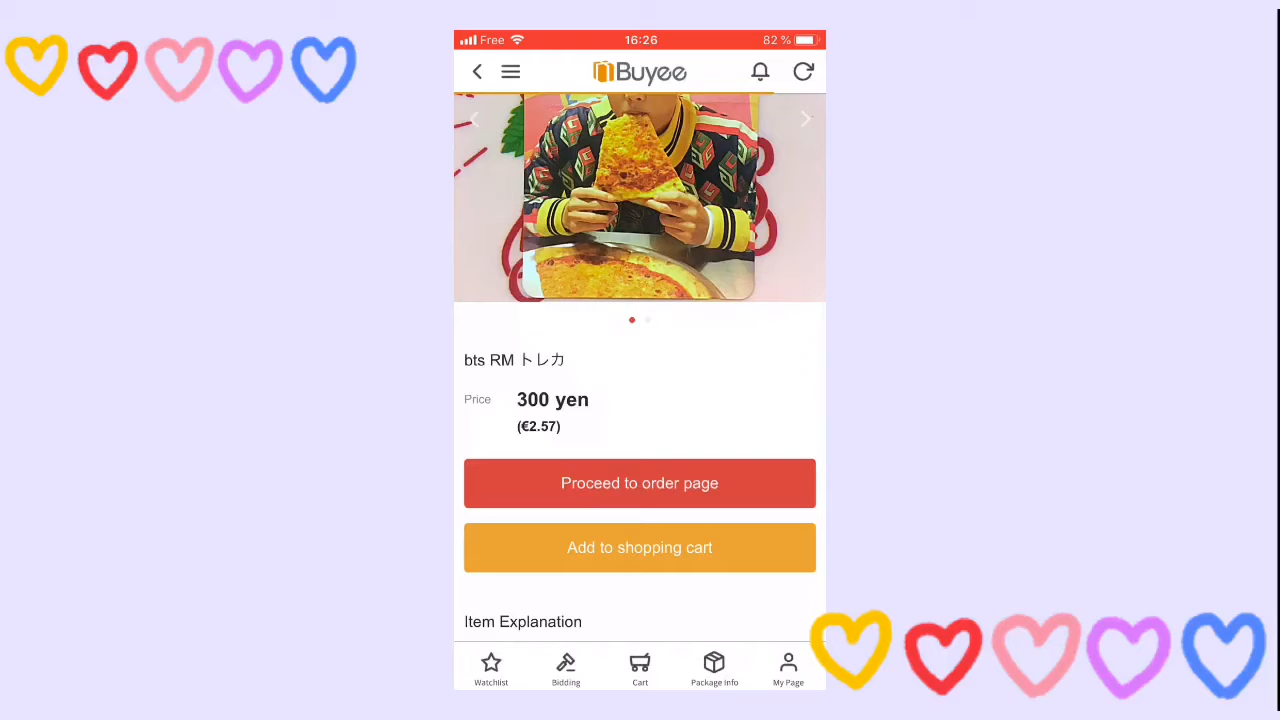 Free 16:26 82 %
Buyee
bts RM トレカ
Price 300 yen
(€2.57)
Proceed to order page
Add to shopping cart
Item Explanation
Watchlist Bidding Cart Package Info My Page